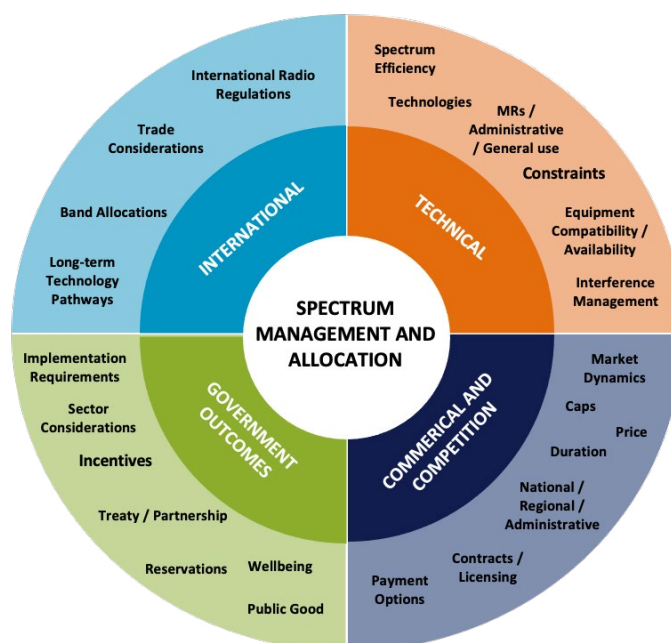 International Radio
Regulations
Trade
Considerations
Band Allocations
Long-term
Technology
Pathways
INTERNATIONAL
Spectrum
Efficiency
Technologies
MRs /
Administrative
/ General use
Constraints
Equipment
Compatibility /
Availability
Interference
Management
TECHNICAL
SPECTRUM
MANAGEMENT AND
ALLOCATION
Implementation
Requirements
Sector
Considerations
Incentives
Treaty / Partnership
Reservations
Wellbeing
Public Good
GOVERNMENT
OUTCOMES
Market
Dynamics
Caps
Price
Duration
National /
Regional /
Administrative
Contracts /
Licensing
Payment
Options
COMMERICAL AND
COMPETITION